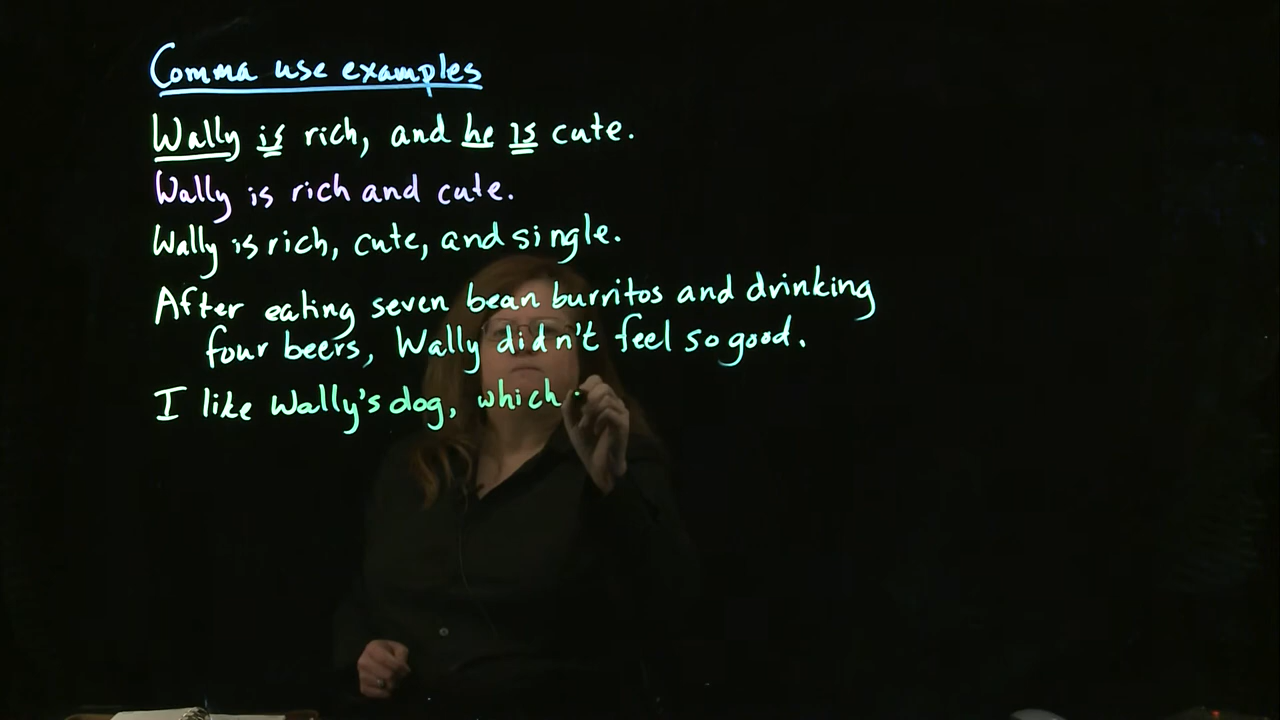 Comma use examples
Wally is rich, and he is cute.
Wally is rich and cute.
Wally is rich, cute, and single.
After eating seven bean burritos and drinking
four beers, Wally didn't feel so good.
I like Wally's dog, which